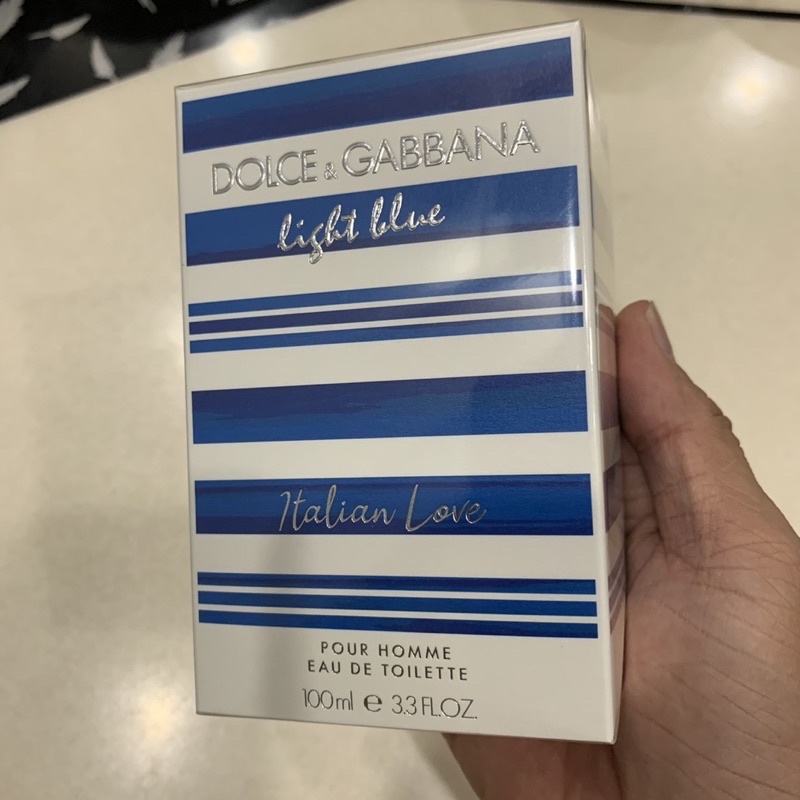 DOLCE & GABBANA
light blue
Italian Love
POUR HOMME
EAU DE TOILETTE
100ml ℮ 3.3 FL.OZ.